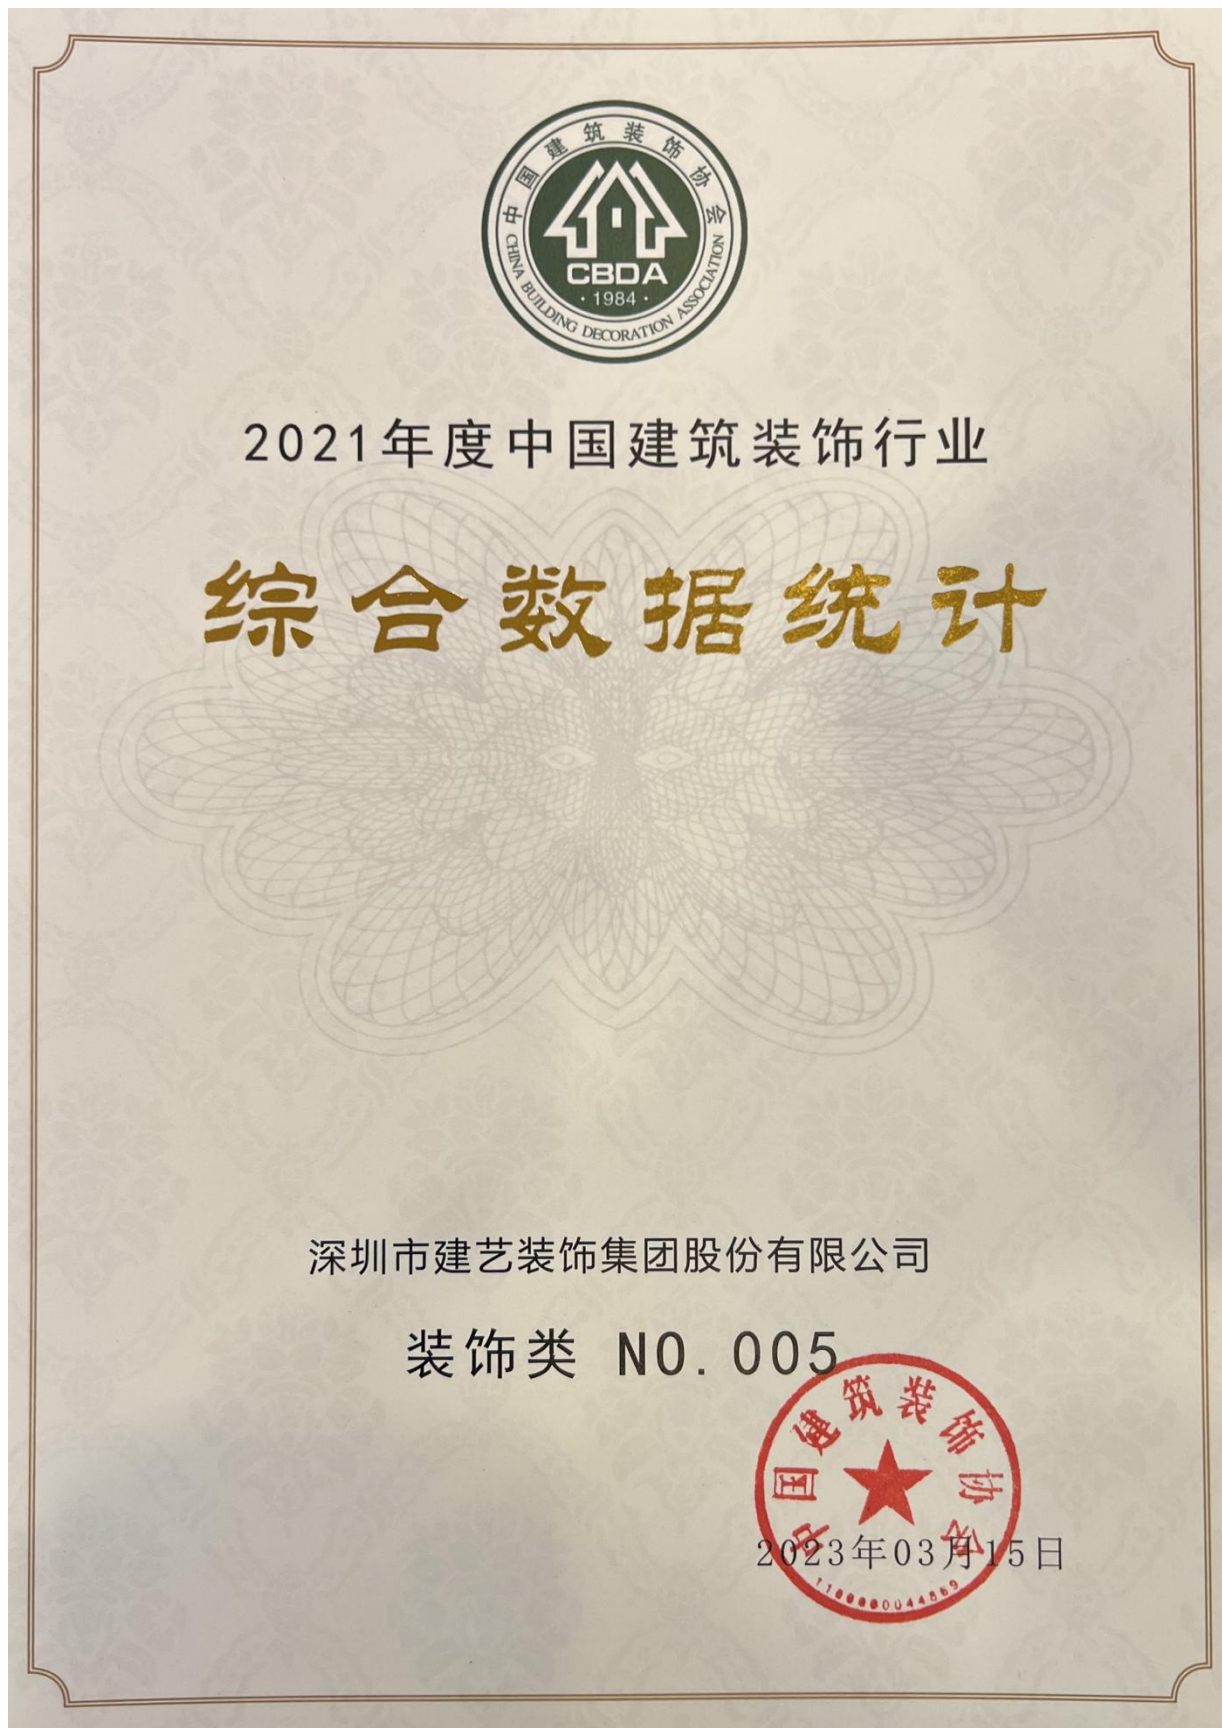 中国建筑装饰协会
CBDA
·1984·
CHINA BUILDING DECORATION ASSOCIATION
2021年度中国建筑装饰行业
综合数据统计
深圳市建艺装饰集团股份有限公司
装饰类 NO.005
中国建筑装饰协会
2023年03月15日